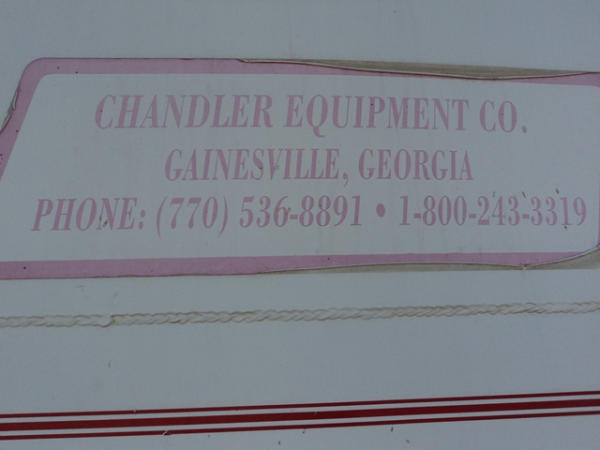 CHANDLER EQUIPMENT CO.
GAINESVILLE, GEORGIA
PHONE: (770) 536-8891 • 1-800-243-3319